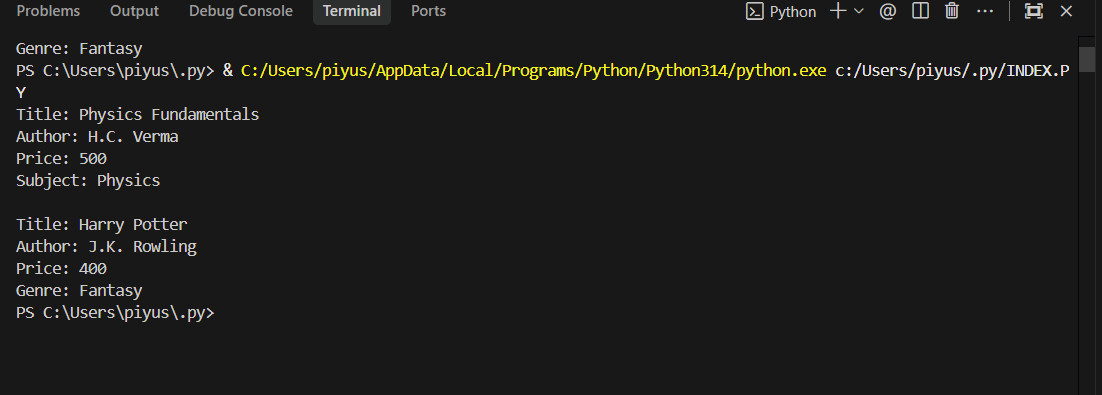 Problems Output Debug Console Terminal Ports Python
Genre: Fantasy
PS C:\Users\piyus\.py> & C:/Users/piyus/AppData/Local/Programs/Python/Python314/python.exe c:/Users/piyus/.py/INDEX.P
Y
Title: Physics Fundamentals
Author: H.C. Verma
Price: 500
Subject: Physics
Title: Harry Potter
Author: J.K. Rowling
Price: 400
Genre: Fantasy
PS C:\Users\piyus\.py>